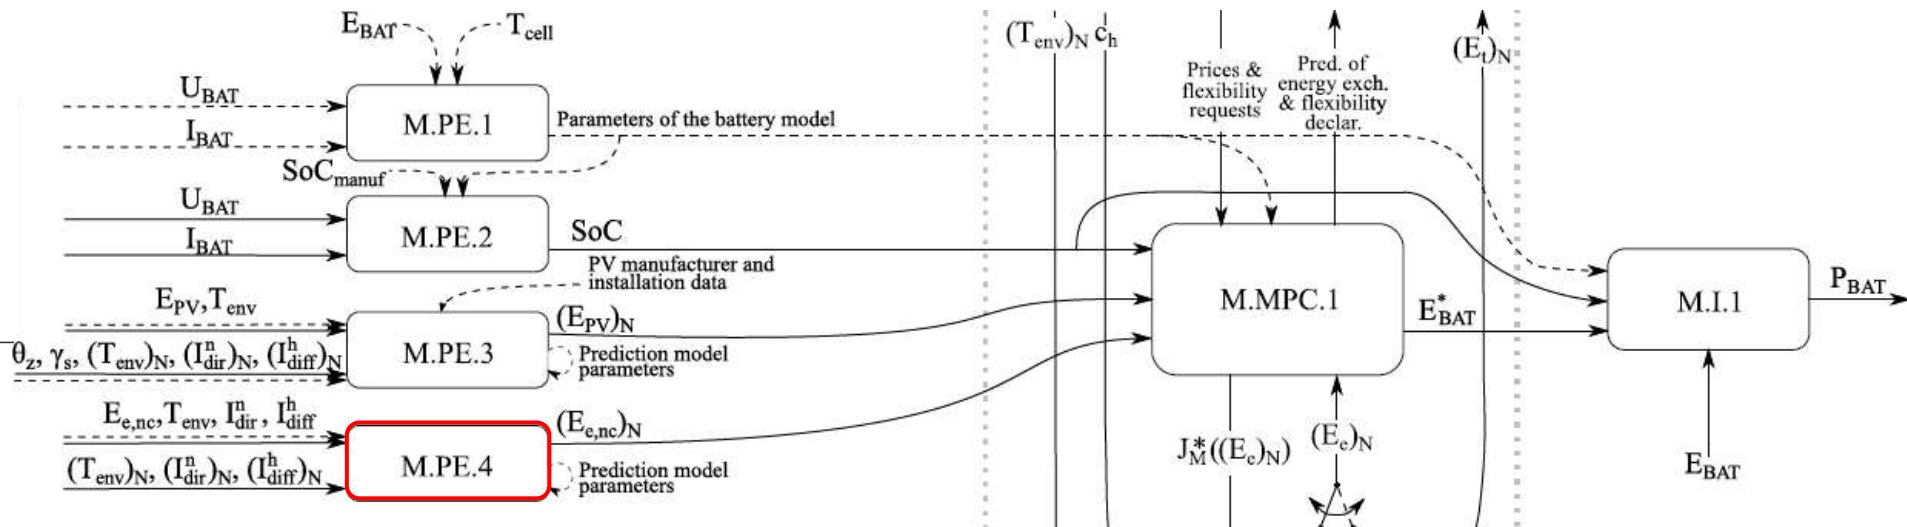 E_BAT
T_cell
U_BAT
I_BAT
M.PE.1
Parameters of the battery model
SoC_manuf
U_BAT
I_BAT
M.PE.2
SoC
PV manufacturer and
installation data
E_PV,T_env
θ_z, γ_s, (T_env)_N, (I^n_dir)_N, (I^h_diff)_N
M.PE.3
(E_PV)_N
Prediction model
parameters
E_e,nc,T_env, I^n_dir, I^h_diff
(T_env)_N, (I^n_dir)_N, (I^h_diff)_N
M.PE.4
(E_e,nc)_N
Prediction model
parameters
(T_env)_N
c_h
Prices &
flexibility
requests
Pred. of
energy exch.
& flexibility
declar.
(E_t)_N
M.MPC.1
E^*_BAT
J^*_M((E_e)_N)
(E_e)_N
M.I.1
P_BAT
E_BAT